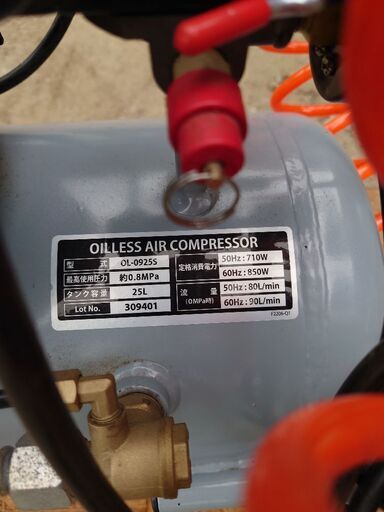 OILLESS AIR COMPRESSOR
型 式 OL-0925S
最高使用圧力 約0.8MPa
タンク容量 25L
Lot No. 309401
定格消費電力 50Hz : 710W
60Hz : 850W
流 量 (0MPa時) 50Hz : 80L/min
60Hz : 90L/min
F2206-Q1